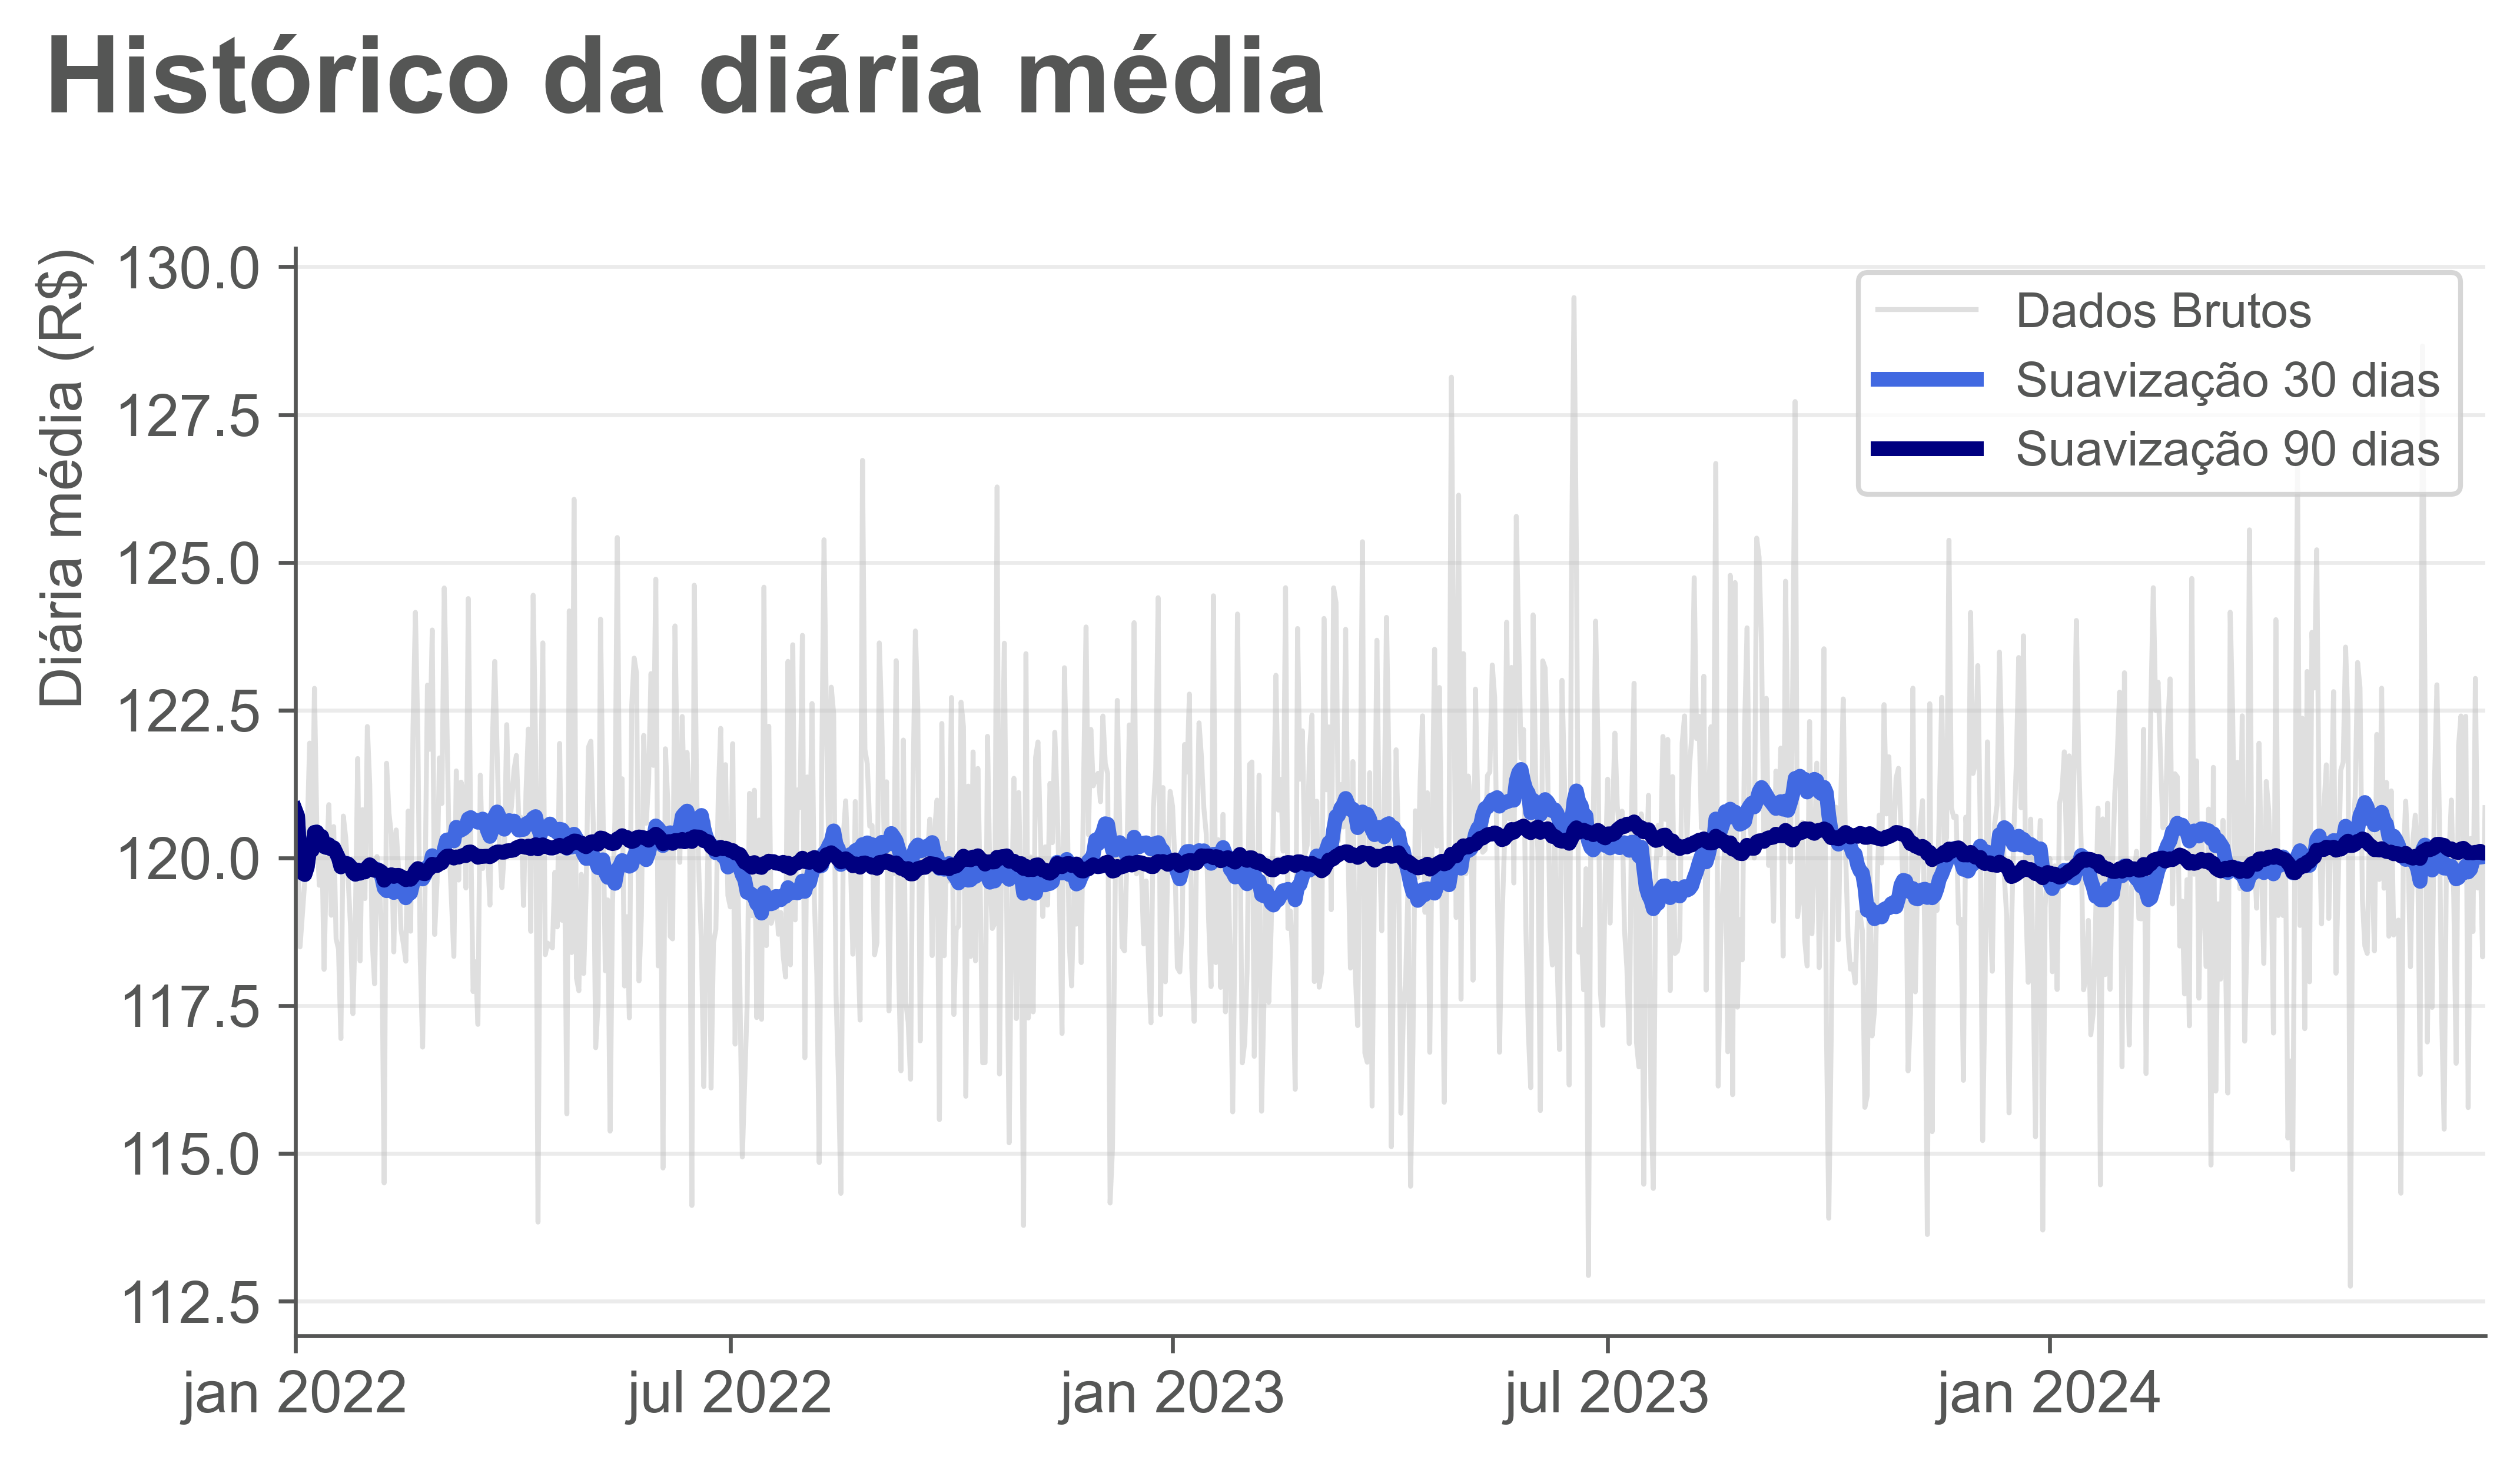 Histórico da diária média
Diária média (R$)
130.0
127.5
125.0
122.5
120.0
117.5
115.0
112.5
Dados Brutos
Suavização 30 dias
Suavização 90 dias
jan 2022
jul 2022
jan 2023
jul 2023
jan 2024